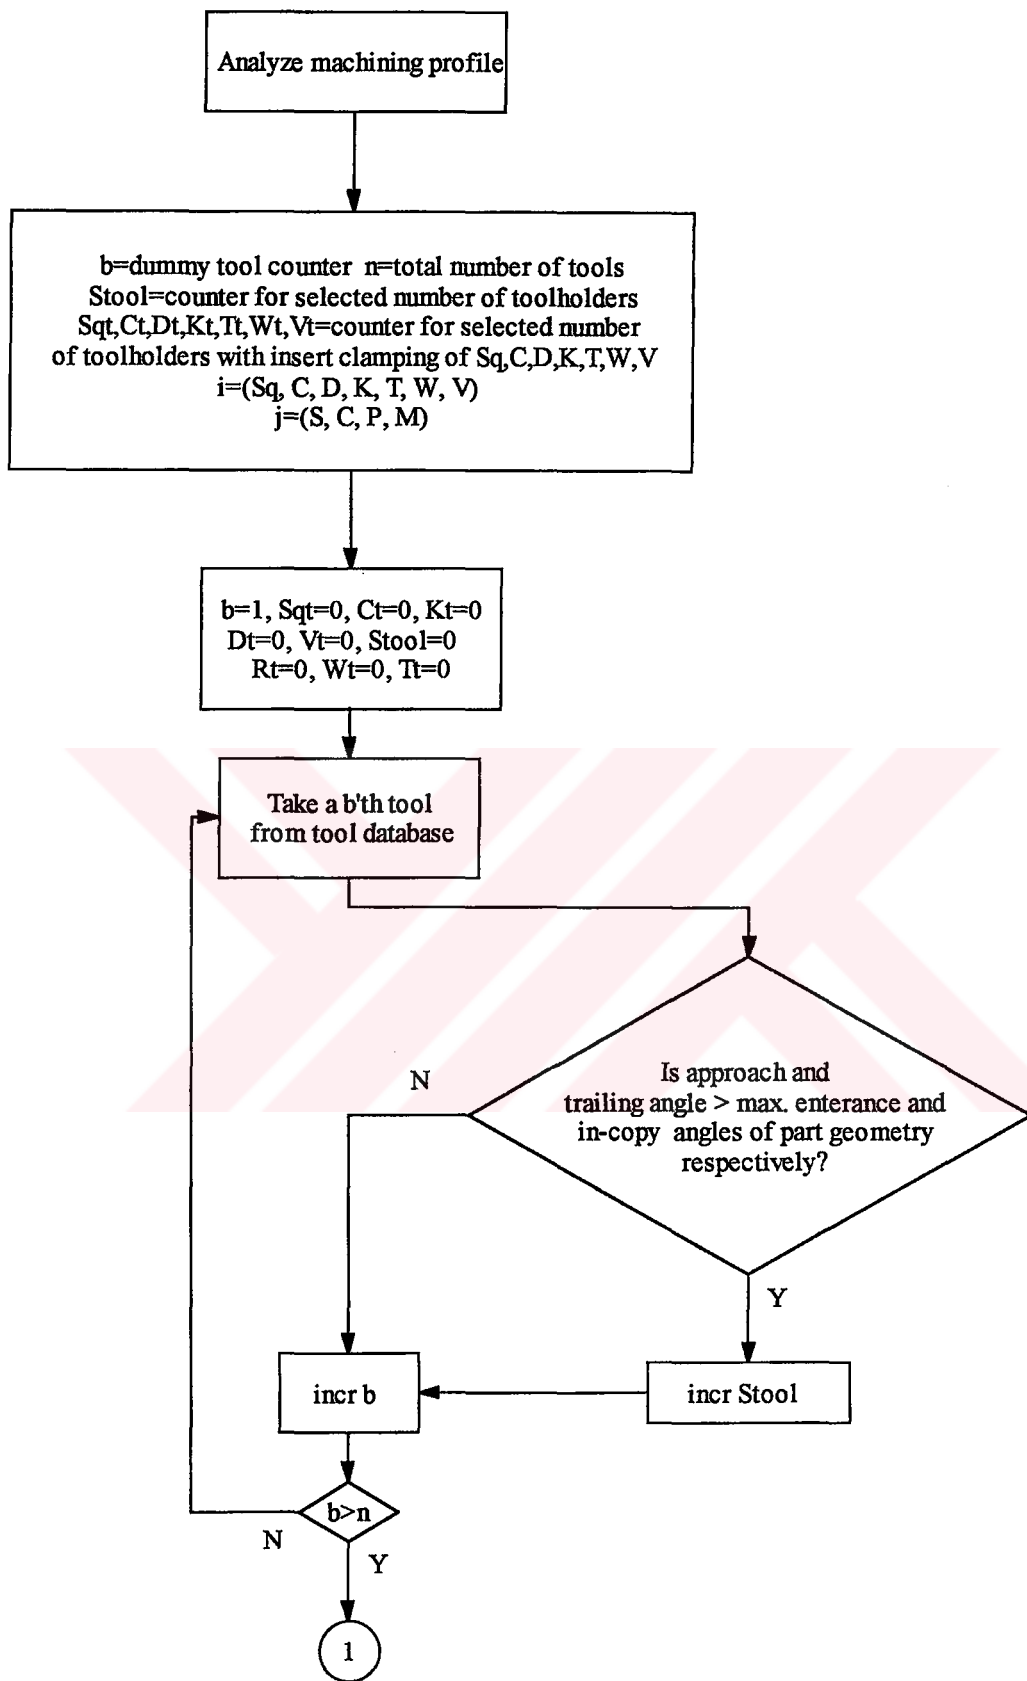 Analyze machining profile
b=dummy tool counter n=total number of tools
Stool=counter for selected number of toolholders
Sqt,Ct,Dt,Kt,Tt,Wt,Vt=counter for selected number
of toolholders with insert clamping of Sq,C,D,K,T,W,V
i=(Sq, C, D, K, T, W, V)
j=(S, C, P, M)
b=1, Sqt=0, Ct=0, Kt=0
Dt=0, Vt=0, Stool=0
Rt=0, Wt=0, Tt=0
Take a b'th tool
from tool database
Is approach and
trailing angle > max. enterance and
in-copy angles of part geometry
respectively?
N
Y
incr b
incr Stool
b>n
N
Y
1